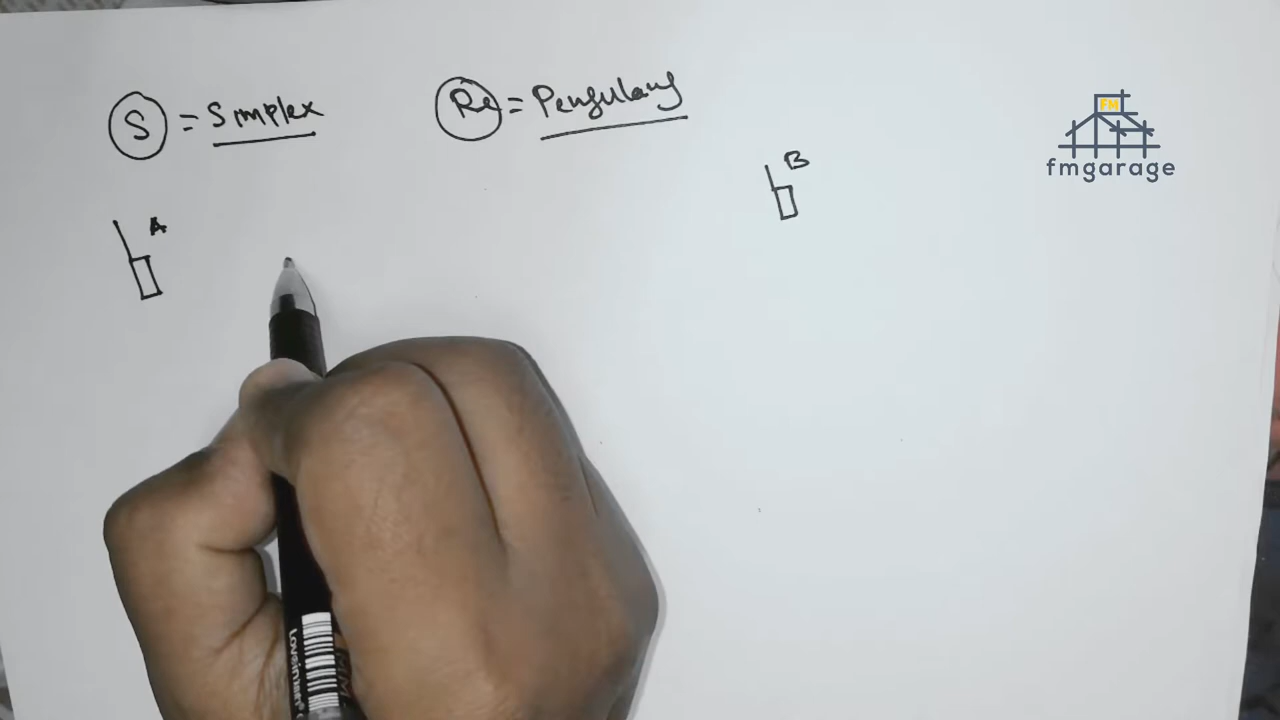 S = Simplex
Re = Pengulang
FM
fmgarage
A
B